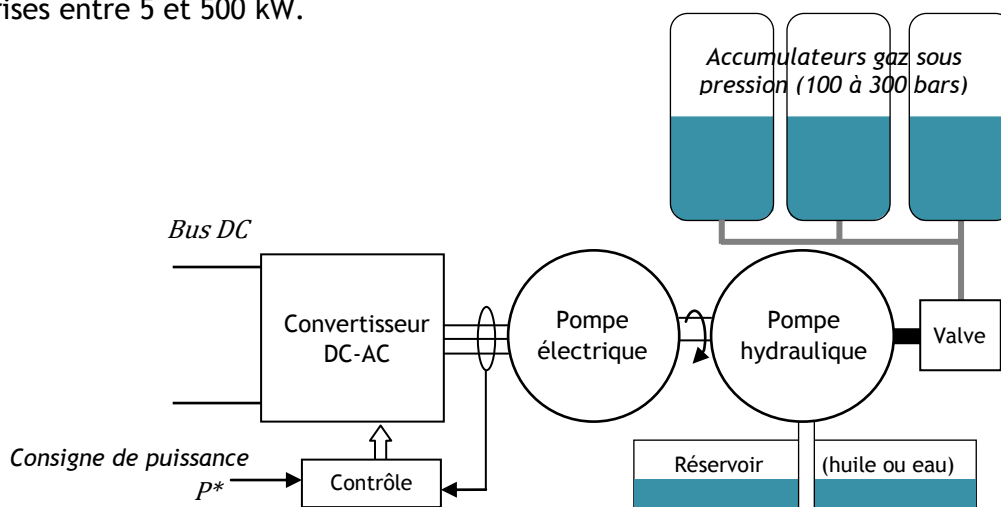 rises entre 5 et 500 kW.
Accumulateurs gaz sous
pression (100 à 300 bars)
Bus DC
Convertisseur
DC-AC
Pompe
électrique
Pompe
hydraulique
Valve
Consigne de puissance
P*
Contrôle
Réservoir (huile ou eau)